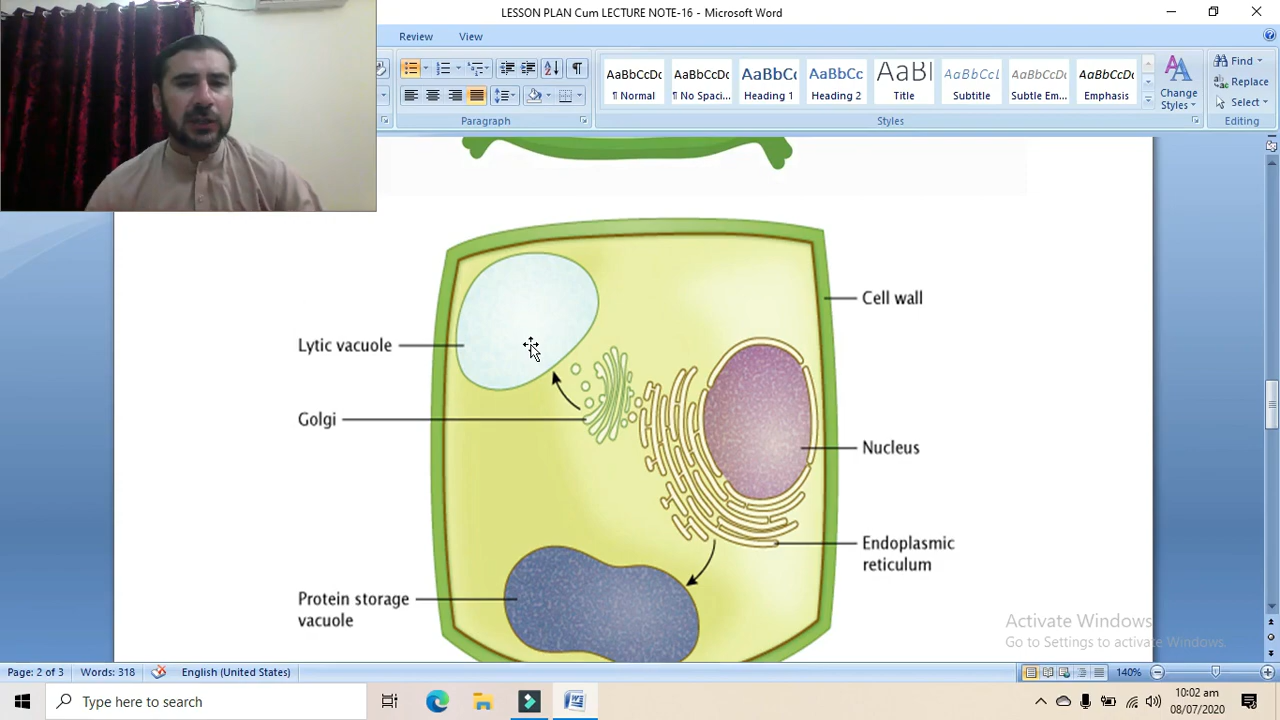 LESSON PLAN Cum LECTURE NOTE-16 - Microsoft Word
Review View
AaBbCcDc AaBbCcDc AaBbCc AaBbCc AaBl AaBbCcL AaBbCcDc AaBbCcDc
¶ Normal ¶ No Spaci... Heading 1 Heading 2 Title Subtitle Subtle Em... Emphasis
Change
Styles
Find
Replace
Select
Paragraph Styles Editing
Cell wall
Lytic vacuole
Golgi
Nucleus
Endoplasmic
reticulum
Protein storage
vacuole
Activate Windows
Go to Settings to activate Windows.
Page: 2 of 3 Words: 318 English (United States) 140%
Type here to search
10:02 am
08/07/2020